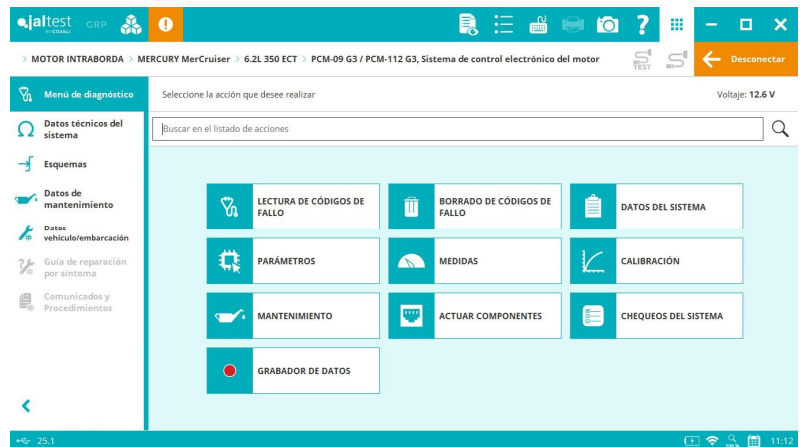 jaltest GRP
BY COJALI
> MOTOR INTRABORDA > MERCURY MerCruiser > 6.2L 350 ECT > PCM-09 G3 / PCM-112 G3, Sistema de control electrónico del motor
TEST
Desconectar
Menú de diagnóstico
Seleccione la acción que desee realizar
Voltaje: 12.6 V
Datos técnicos del
sistema
Buscar en el listado de acciones
Esquemas
Datos de
mantenimiento
Datos
vehículo/embarcación
Guía de reparación
por síntoma
Comunicados y
Procedimientos
LECTURA DE CÓDIGOS DE
FALLO
BORRADO DE CÓDIGOS DE
FALLO
DATOS DEL SISTEMA
PARÁMETROS
MEDIDAS
CALIBRACIÓN
MANTENIMIENTO
ACTUAR COMPONENTES
CHEQUEOS DEL SISTEMA
GRABADOR DE DATOS
25.1
100 %
11:12